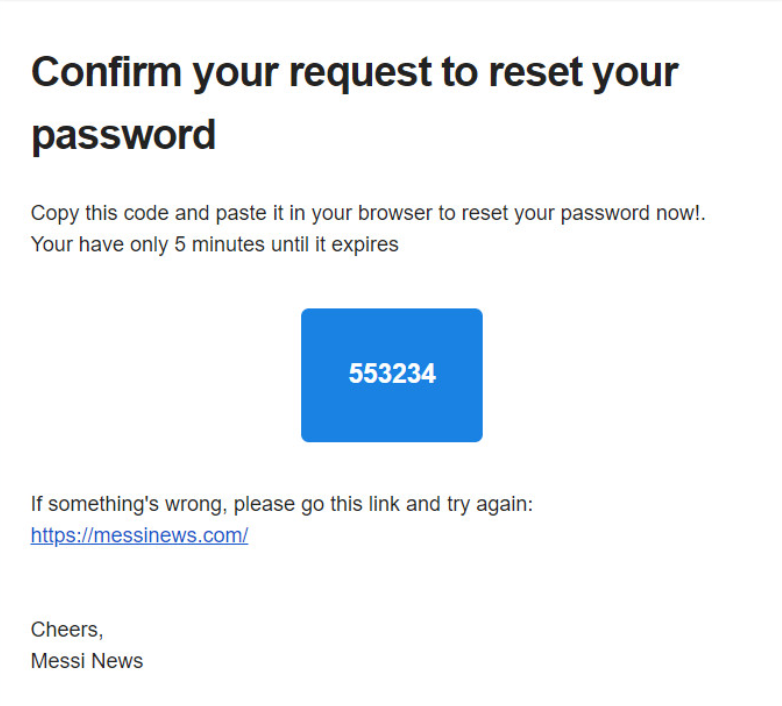 Confirm your request to reset your
password
Copy this code and paste it in your browser to reset your password now!.
Your have only 5 minutes until it expires
553234
If something's wrong, please go this link and try again:
https://messinews.com/
Cheers,
Messi News